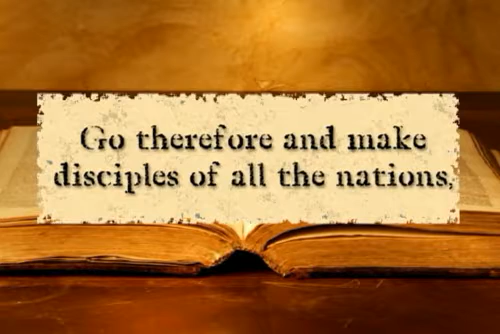 Go therefore and make
disciples of all the nations,